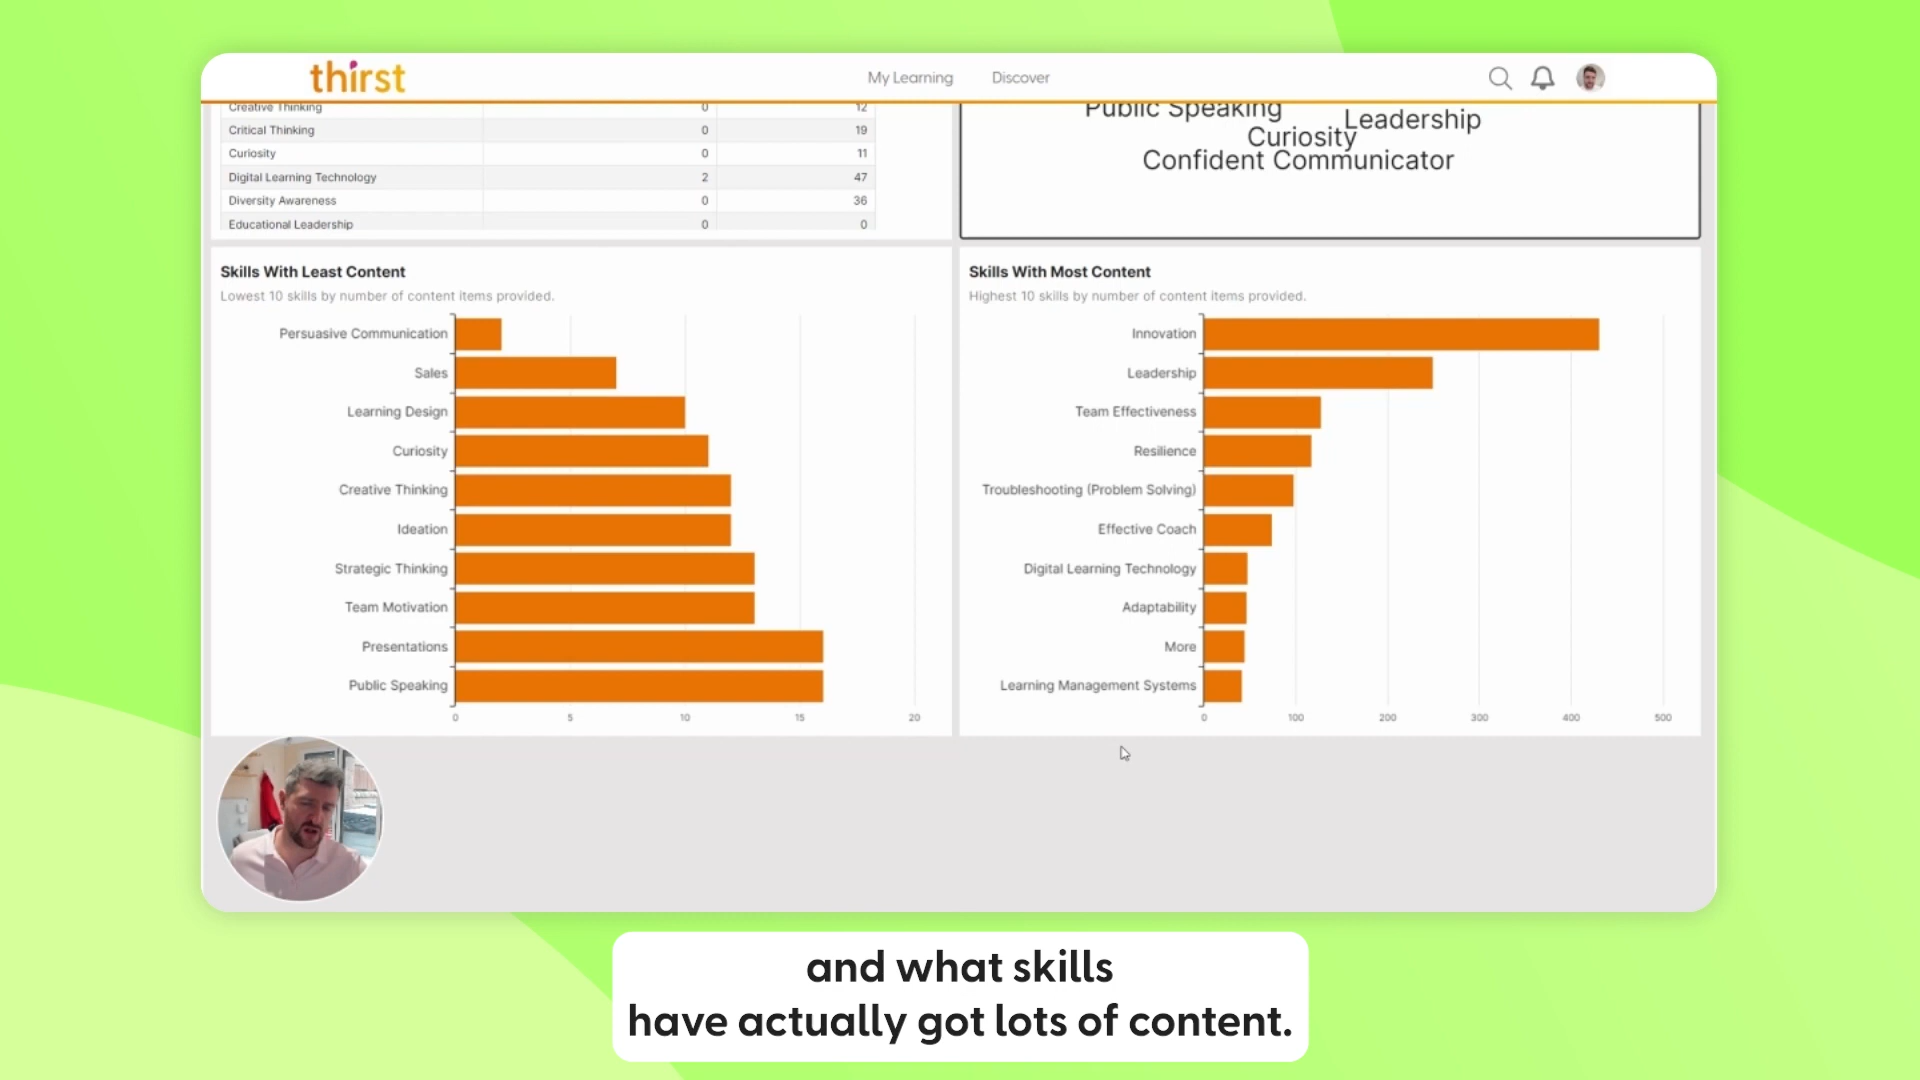 thirst
My Learning
Discover
Creative Thinking 0 12
Critical Thinking 0 19
Curiosity 0 11
Digital Learning Technology 2 47
Diversity Awareness 0 36
Educational Leadership 0 0
Public Speaking
Leadership
Curiosity
Confident Communicator
Skills With Least Content
Lowest 10 skills by number of content items provided.
Persuasive Communication
Sales
Learning Design
Curiosity
Creative Thinking
Ideation
Strategic Thinking
Team Motivation
Presentations
Public Speaking
0 5 10 15 20
Skills With Most Content
Highest 10 skills by number of content items provided.
Innovation
Leadership
Team Effectiveness
Resilience
Troubleshooting (Problem Solving)
Effective Coach
Digital Learning Technology
Adaptability
More
Learning Management Systems
0 100 200 300 400 500
and what skills
have actually got lots of content.